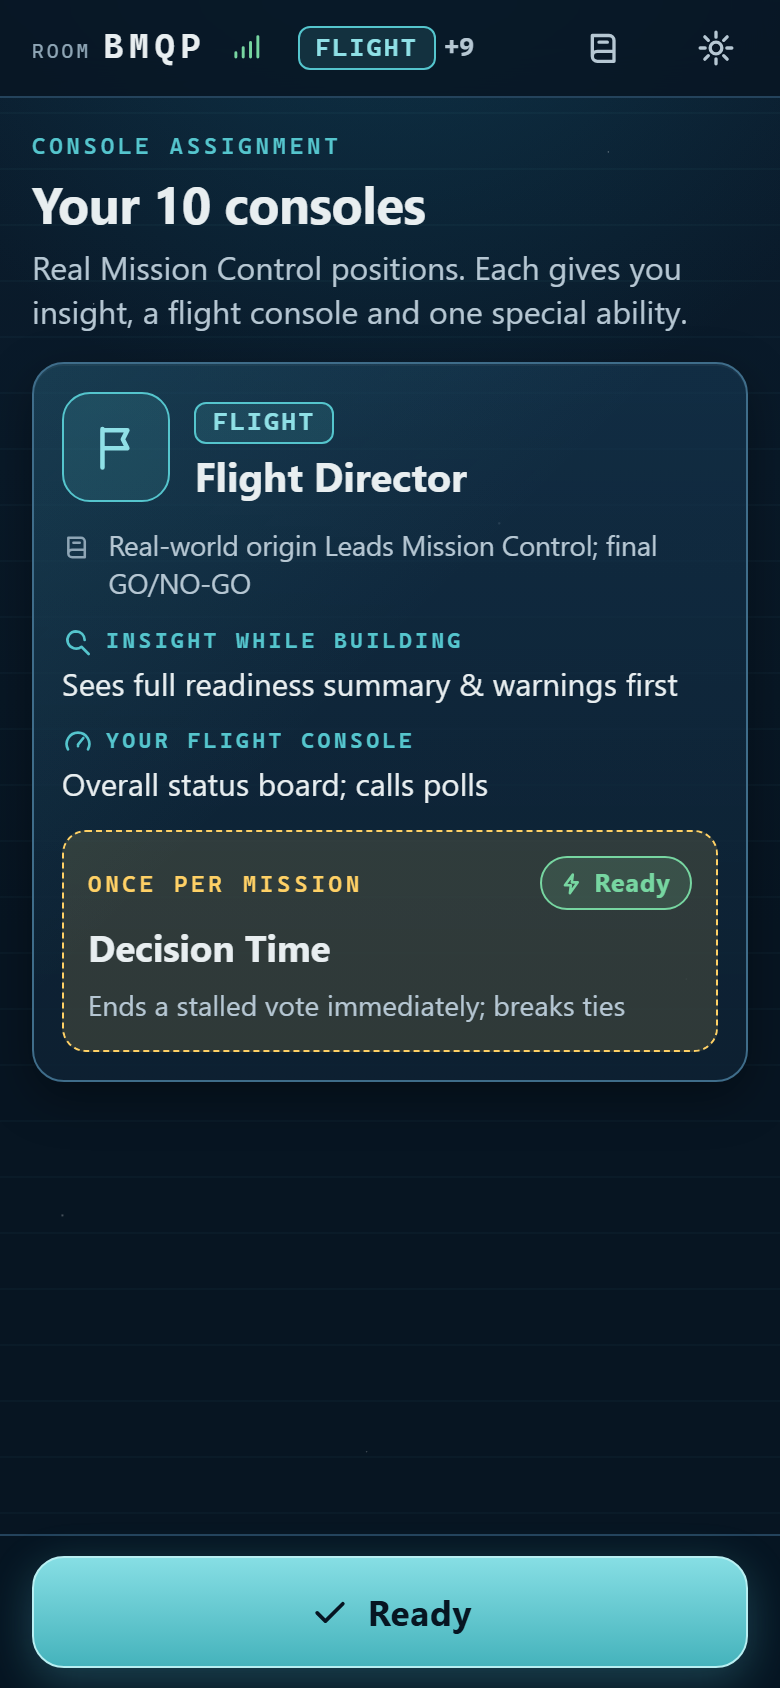 ROOM BMQP FLIGHT +9
CONSOLE ASSIGNMENT
Your 10 consoles
Real Mission Control positions. Each gives you
insight, a flight console and one special ability.
FLIGHT
Flight Director
Real-world origin Leads Mission Control; final
GO/NO-GO
INSIGHT WHILE BUILDING
Sees full readiness summary & warnings first
YOUR FLIGHT CONSOLE
Overall status board; calls polls
ONCE PER MISSION
Ready
Decision Time
Ends a stalled vote immediately; breaks ties
Ready